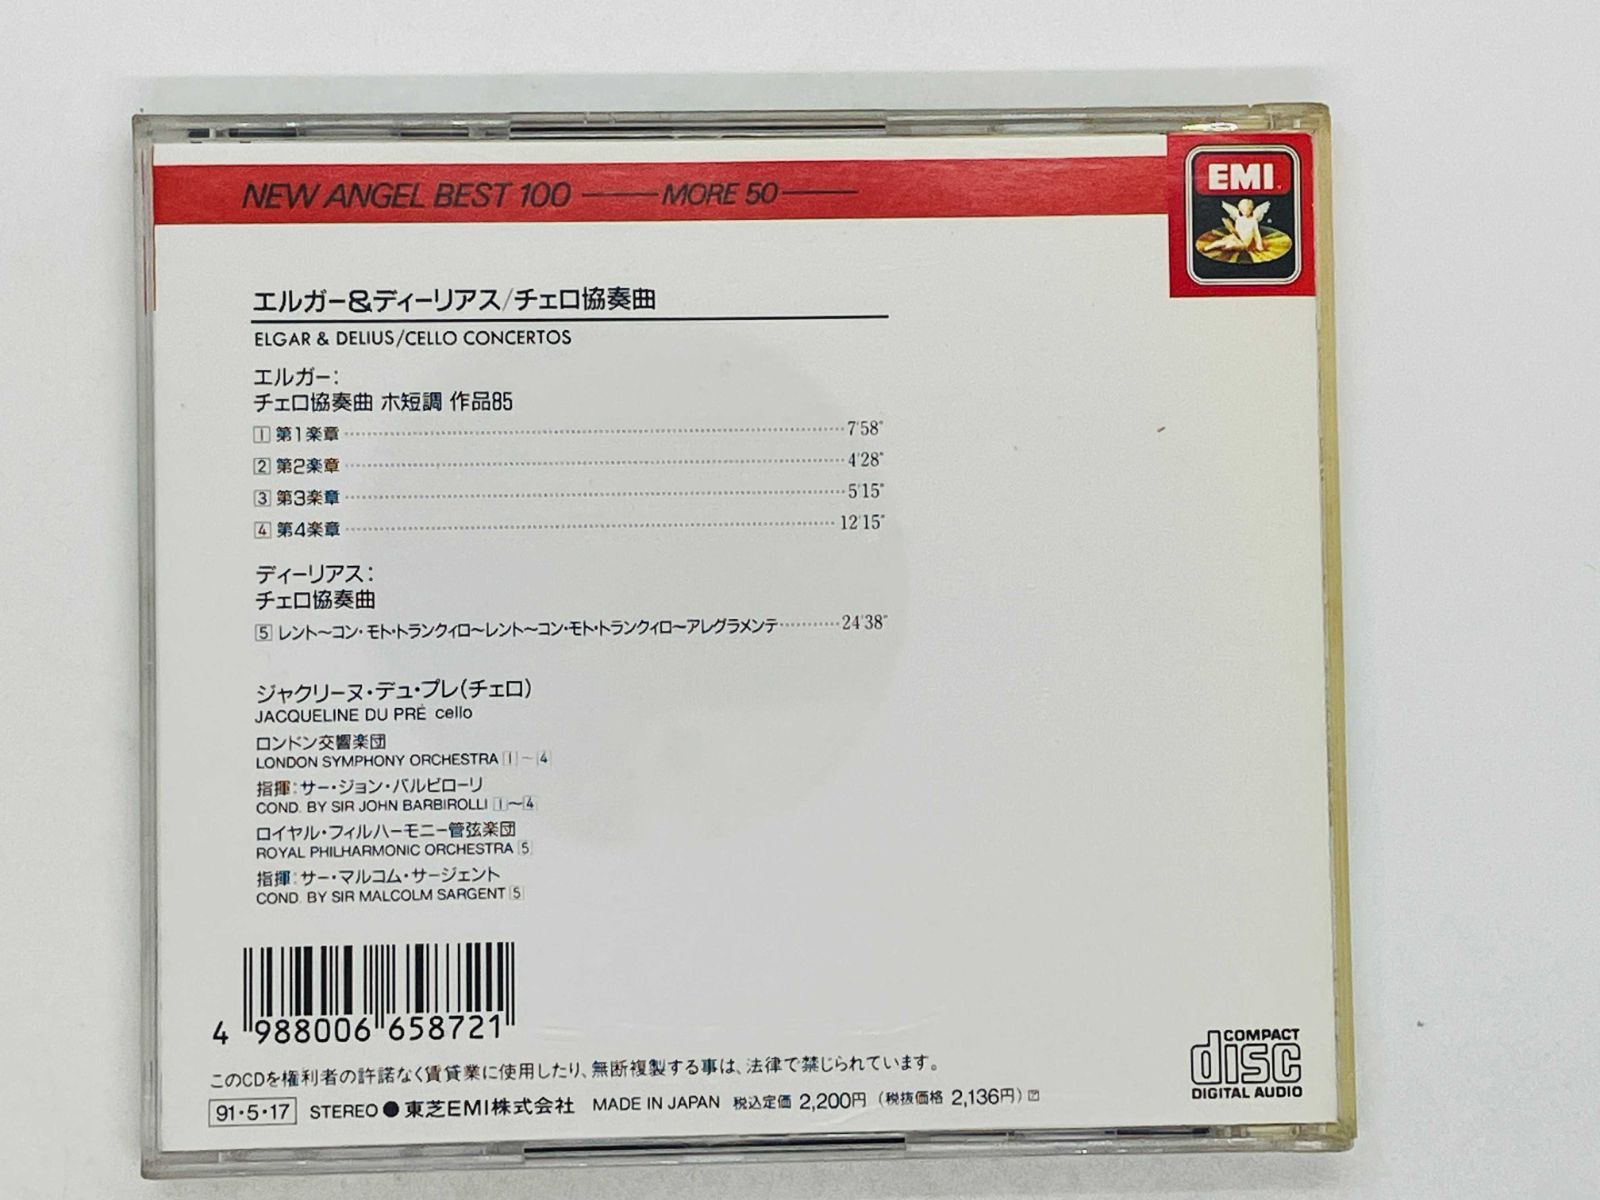 NEW ANGEL BEST 100 —— MORE 50 ——
EMI
エルガー&ディーリアス/チェロ協奏曲
ELGAR & DELIUS/CELLO CONCERTOS
エルガー:
チェロ協奏曲 ホ短調 作品85
1 第1楽章 7'58"
2 第2楽章 4'28"
3 第3楽章 5'15"
4 第4楽章 12'15"
ディーリアス:
チェロ協奏曲
5 レント〜コン・モト・トランクィロ〜レント〜コン・モト・トランクィロ〜アレグラメンテ 24'38"
ジャクリーヌ・デュ・プレ(チェロ)
JACQUELINE DU PRÉ cello
ロンドン交響楽団
LONDON SYMPHONY ORCHESTRA 1〜4
指揮:サー・ジョン・バルビローリ
COND. BY SIR JOHN BARBIROLLI 1〜4
ロイヤル・フィルハーモニー管弦楽団
ROYAL PHILHARMONIC ORCHESTRA 5
指揮:サー・マルコム・サージェント
COND. BY SIR MALCOLM SARGENT 5
4 988006 658721
このCDを権利者の許諾なく賃貸業に使用したり、無断複製する事は、法律で禁じられています。
COMPACT disc DIGITAL AUDIO
91・5・17 STEREO ● 東芝EMI株式会社 MADE IN JAPAN 税込定価 2,200円 (税抜価格 2,136円)